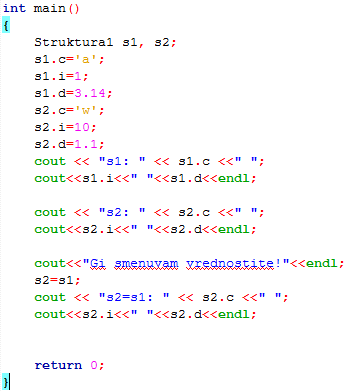 int main()
{
Struktura1 s1, s2;
s1.c='a';
s1.i=1;
s1.d=3.14;
s2.c='w';
s2.i=10;
s2.d=1.1;
cout << "s1: " << s1.c <<" ";
cout<<s1.i<<" "<<s1.d<<endl;
cout << "s2: " << s2.c <<" ";
cout<<s2.i<<" "<<s2.d<<endl;
cout<<"Gi smenuvam vrednostite!"<<endl;
s2=s1;
cout << "s2=s1: " << s2.c <<" ";
cout<<s2.i<<" "<<s2.d<<endl;
return 0;
}